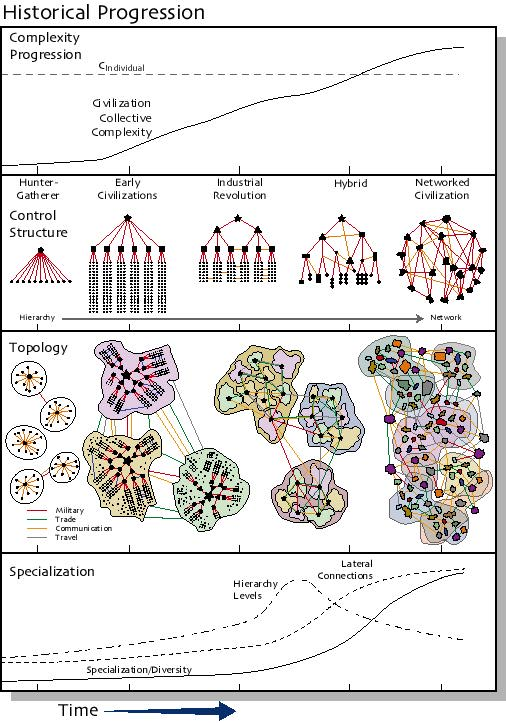 Historical Progression
Complexity
Progression
CIndividual
Civilization
Collective
Complexity
Hunter-
Gatherer
Early
Civilizations
Industrial
Revolution
Hybrid
Networked
Civilization
Control
Structure
Hierarchy
Network
Topology
Military
Trade
Communication
Travel
Specialization
Hierarchy
Levels
Lateral
Connections
Specialization/Diversity
Time